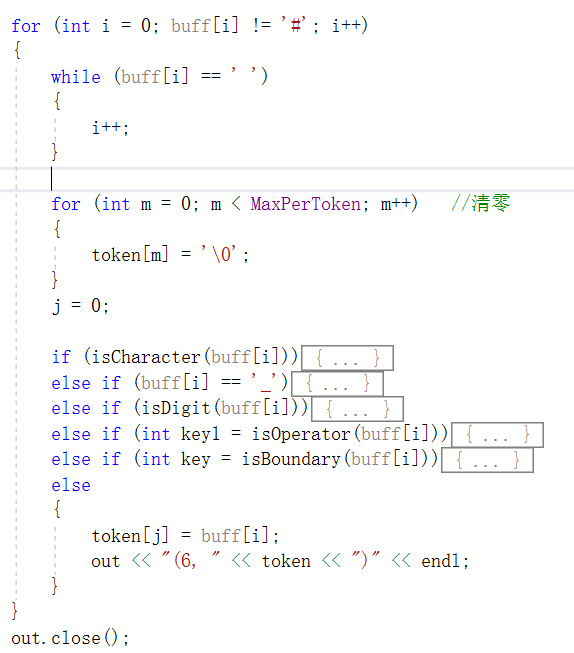 for (int i = 0; buff[i] != '#'; i++)
{
    while (buff[i] == ' ')
    {
        i++;
    }
    for (int m = 0; m < MaxPerToken; m++)   //清零
    {
        token[m] = '\0';
    }
    j = 0;
    if (isCharacter(buff[i])){ ... }
    else if (buff[i] == '_'){ ... }
    else if (isDigit(buff[i])){ ... }
    else if (int key1 = isOperator(buff[i])){ ... }
    else if (int key = isBoundary(buff[i])){ ... }
    else
    {
        token[j] = buff[i];
        out << "(6, " << token << ")" << endl;
    }
}
out.close();